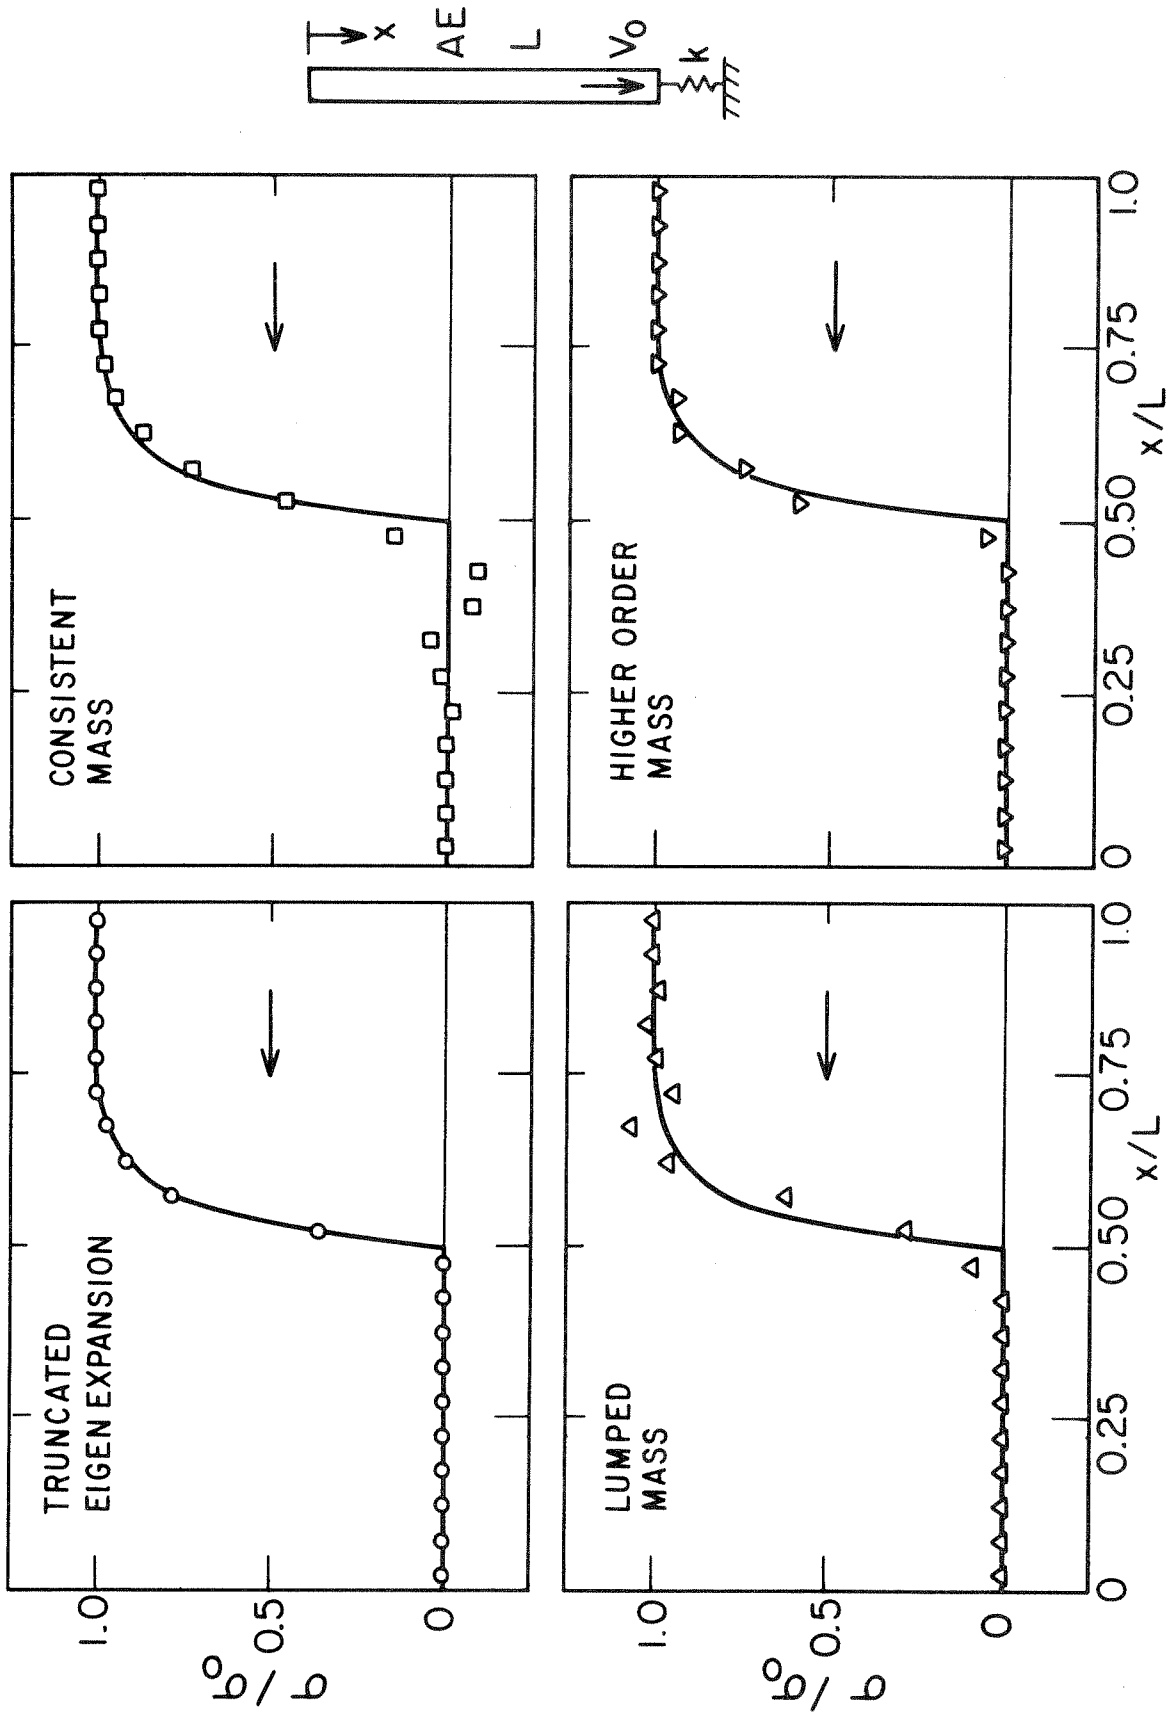 TRUNCATED
EIGEN EXPANSION
σ/σ₀
1.0
0.5
0
CONSISTENT
MASS
LUMPED
MASS
σ/σ₀
1.0
0.5
0
0
0.25
0.50
0.75
1.0
x/L
HIGHER ORDER
MASS
0
0.25
0.50
0.75
1.0
x/L
x
AE
L
V₀
k